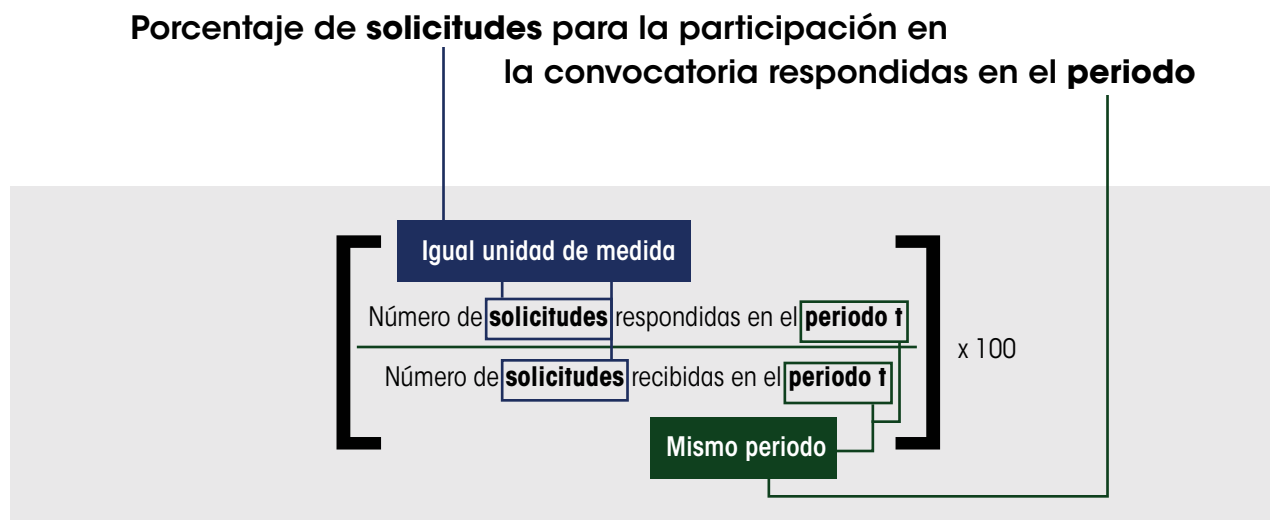 Porcentaje de solicitudes para la participación en
la convocatoria respondidas en el periodo
Igual unidad de medida
Número de solicitudes respondidas en el periodo t
x 100
Número de solicitudes recibidas en el periodo t
Mismo periodo